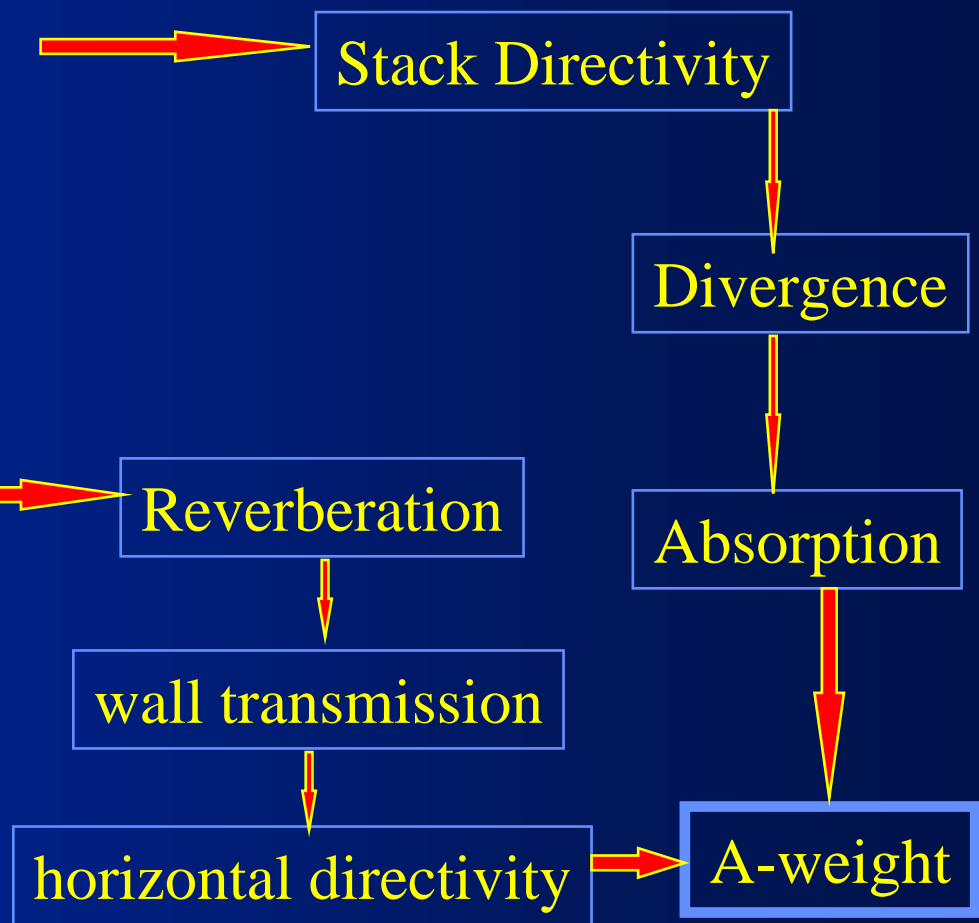 Stack Directivity
Divergence
Reverberation
Absorption
wall transmission
horizontal directivity
A-weight